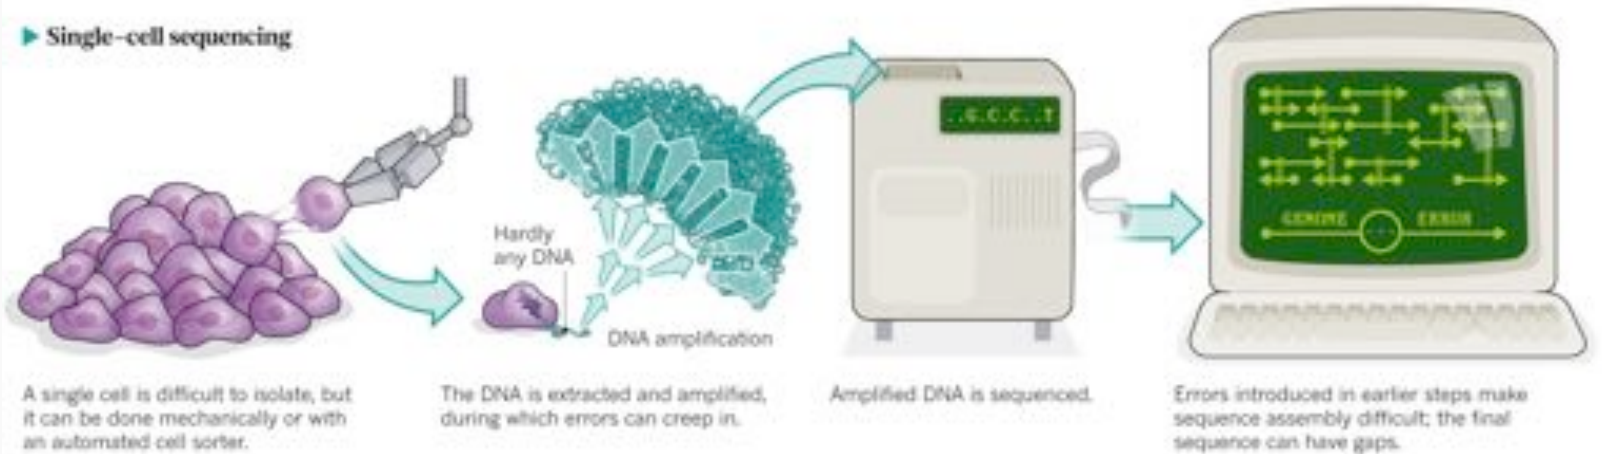 Single-cell sequencing
..G.C.C..T
Hardly
any DNA
DNA amplification
GENOME ERROR
A single cell is difficult to isolate, but
it can be done mechanically or with
an automated cell sorter.
The DNA is extracted and amplified,
during which errors can creep in.
Amplified DNA is sequenced.
Errors introduced in earlier steps make
sequence assembly difficult; the final
sequence can have gaps.